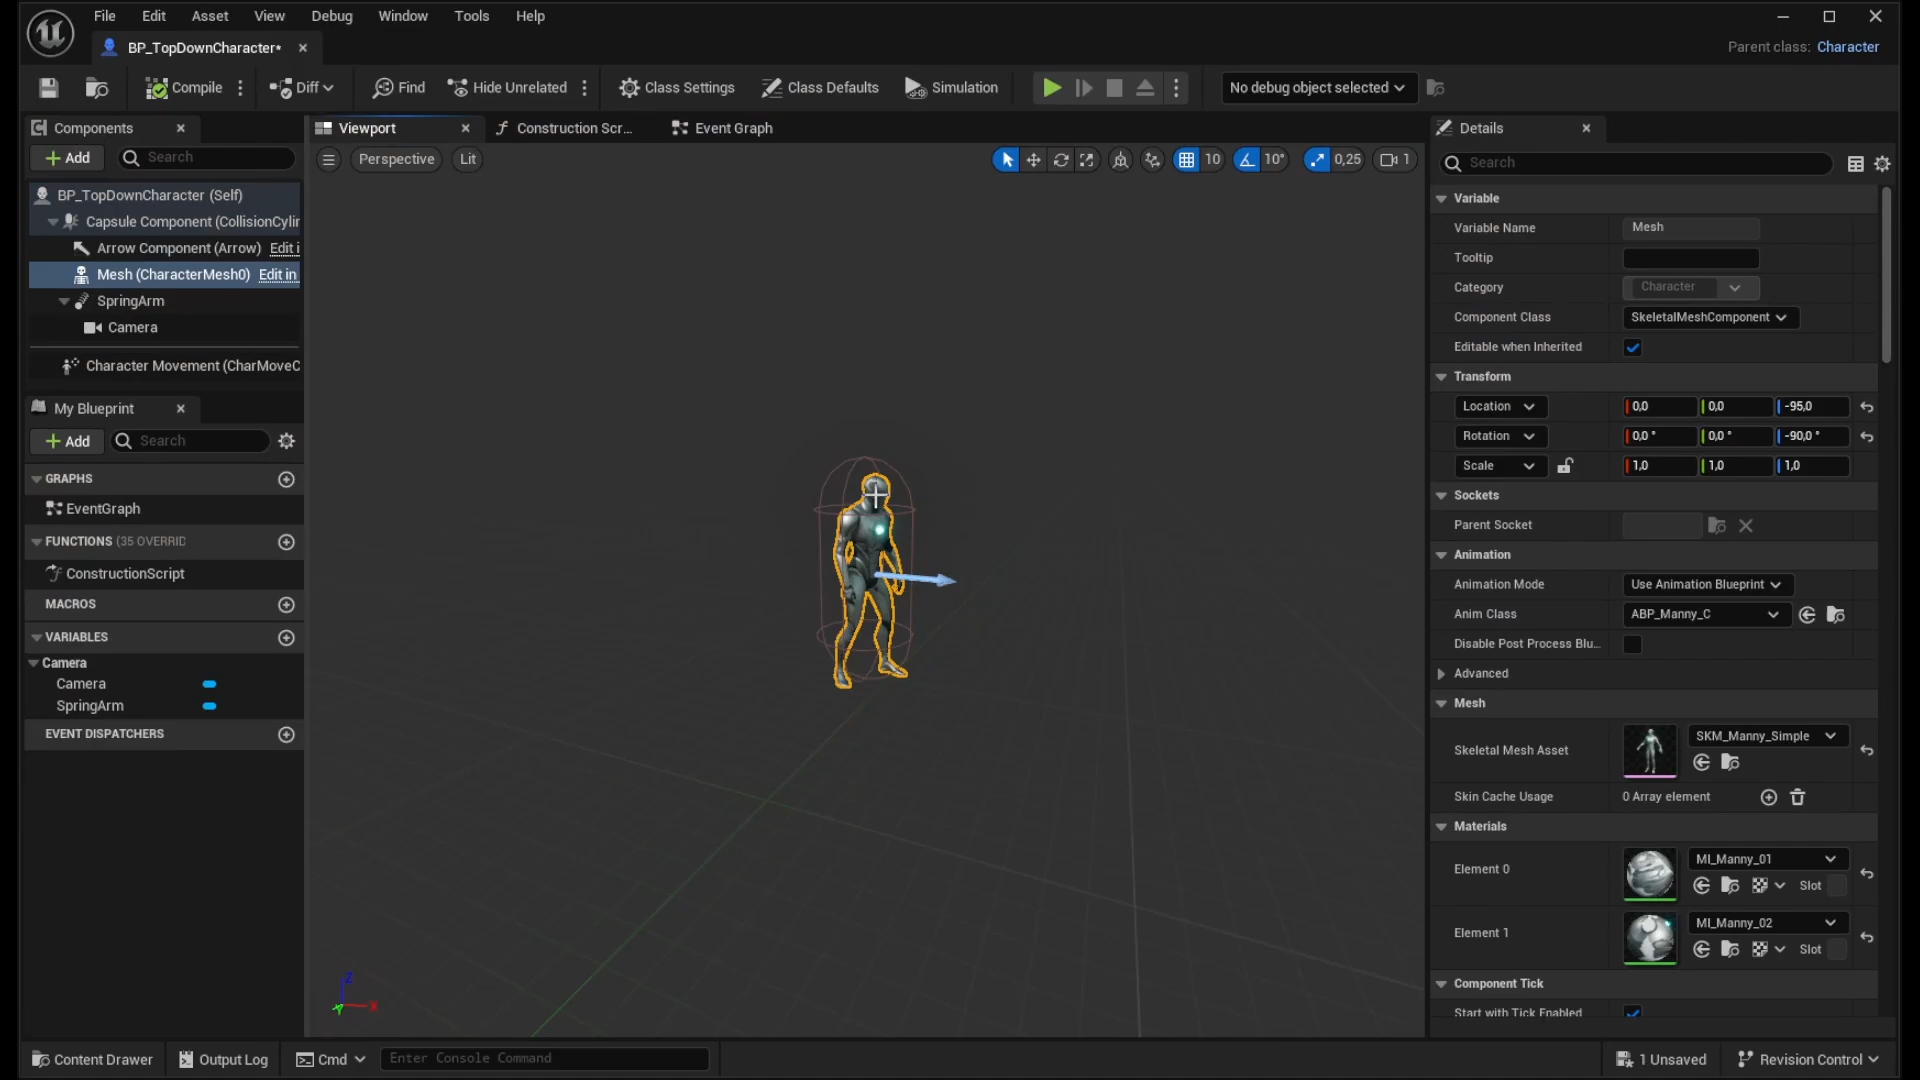 File Edit Asset View Debug Window Tools Help
BP_TopDownCharacter*
Parent class: Character
Compile Diff Find Hide Unrelated Class Settings Class Defaults Simulation No debug object selected
Components
Add Search
BP_TopDownCharacter (Self)
Capsule Component (CollisionCylin
Arrow Component (Arrow) Edit i
Mesh (CharacterMesh0) Edit in
SpringArm
Camera
Character Movement (CharMoveC
My Blueprint
Add Search
GRAPHS
EventGraph
FUNCTIONS (35 OVERRID
ConstructionScript
MACROS
VARIABLES
Camera
Camera
SpringArm
EVENT DISPATCHERS
Viewport Construction Scr... Event Graph
Perspective Lit 10 10° 0,25 1
Z
X
Y
Details
Search
Variable
Variable Name Mesh
Tooltip
Category Character
Component Class SkeletalMeshComponent
Editable when Inherited
Transform
Location 0,0 0,0 -95,0
Rotation 0,0 ° 0,0 ° -90,0 °
Scale 1,0 1,0 1,0
Sockets
Parent Socket
Animation
Animation Mode Use Animation Blueprint
Anim Class ABP_Manny_C
Disable Post Process Blu...
Advanced
Mesh
Skeletal Mesh Asset SKM_Manny_Simple
Skin Cache Usage 0 Array element
Materials
Element 0 MI_Manny_01
Slot
Element 1 MI_Manny_02
Slot
Component Tick
Start with Tick Enabled
Content Drawer Output Log Cmd Enter Console Command 1 Unsaved Revision Control